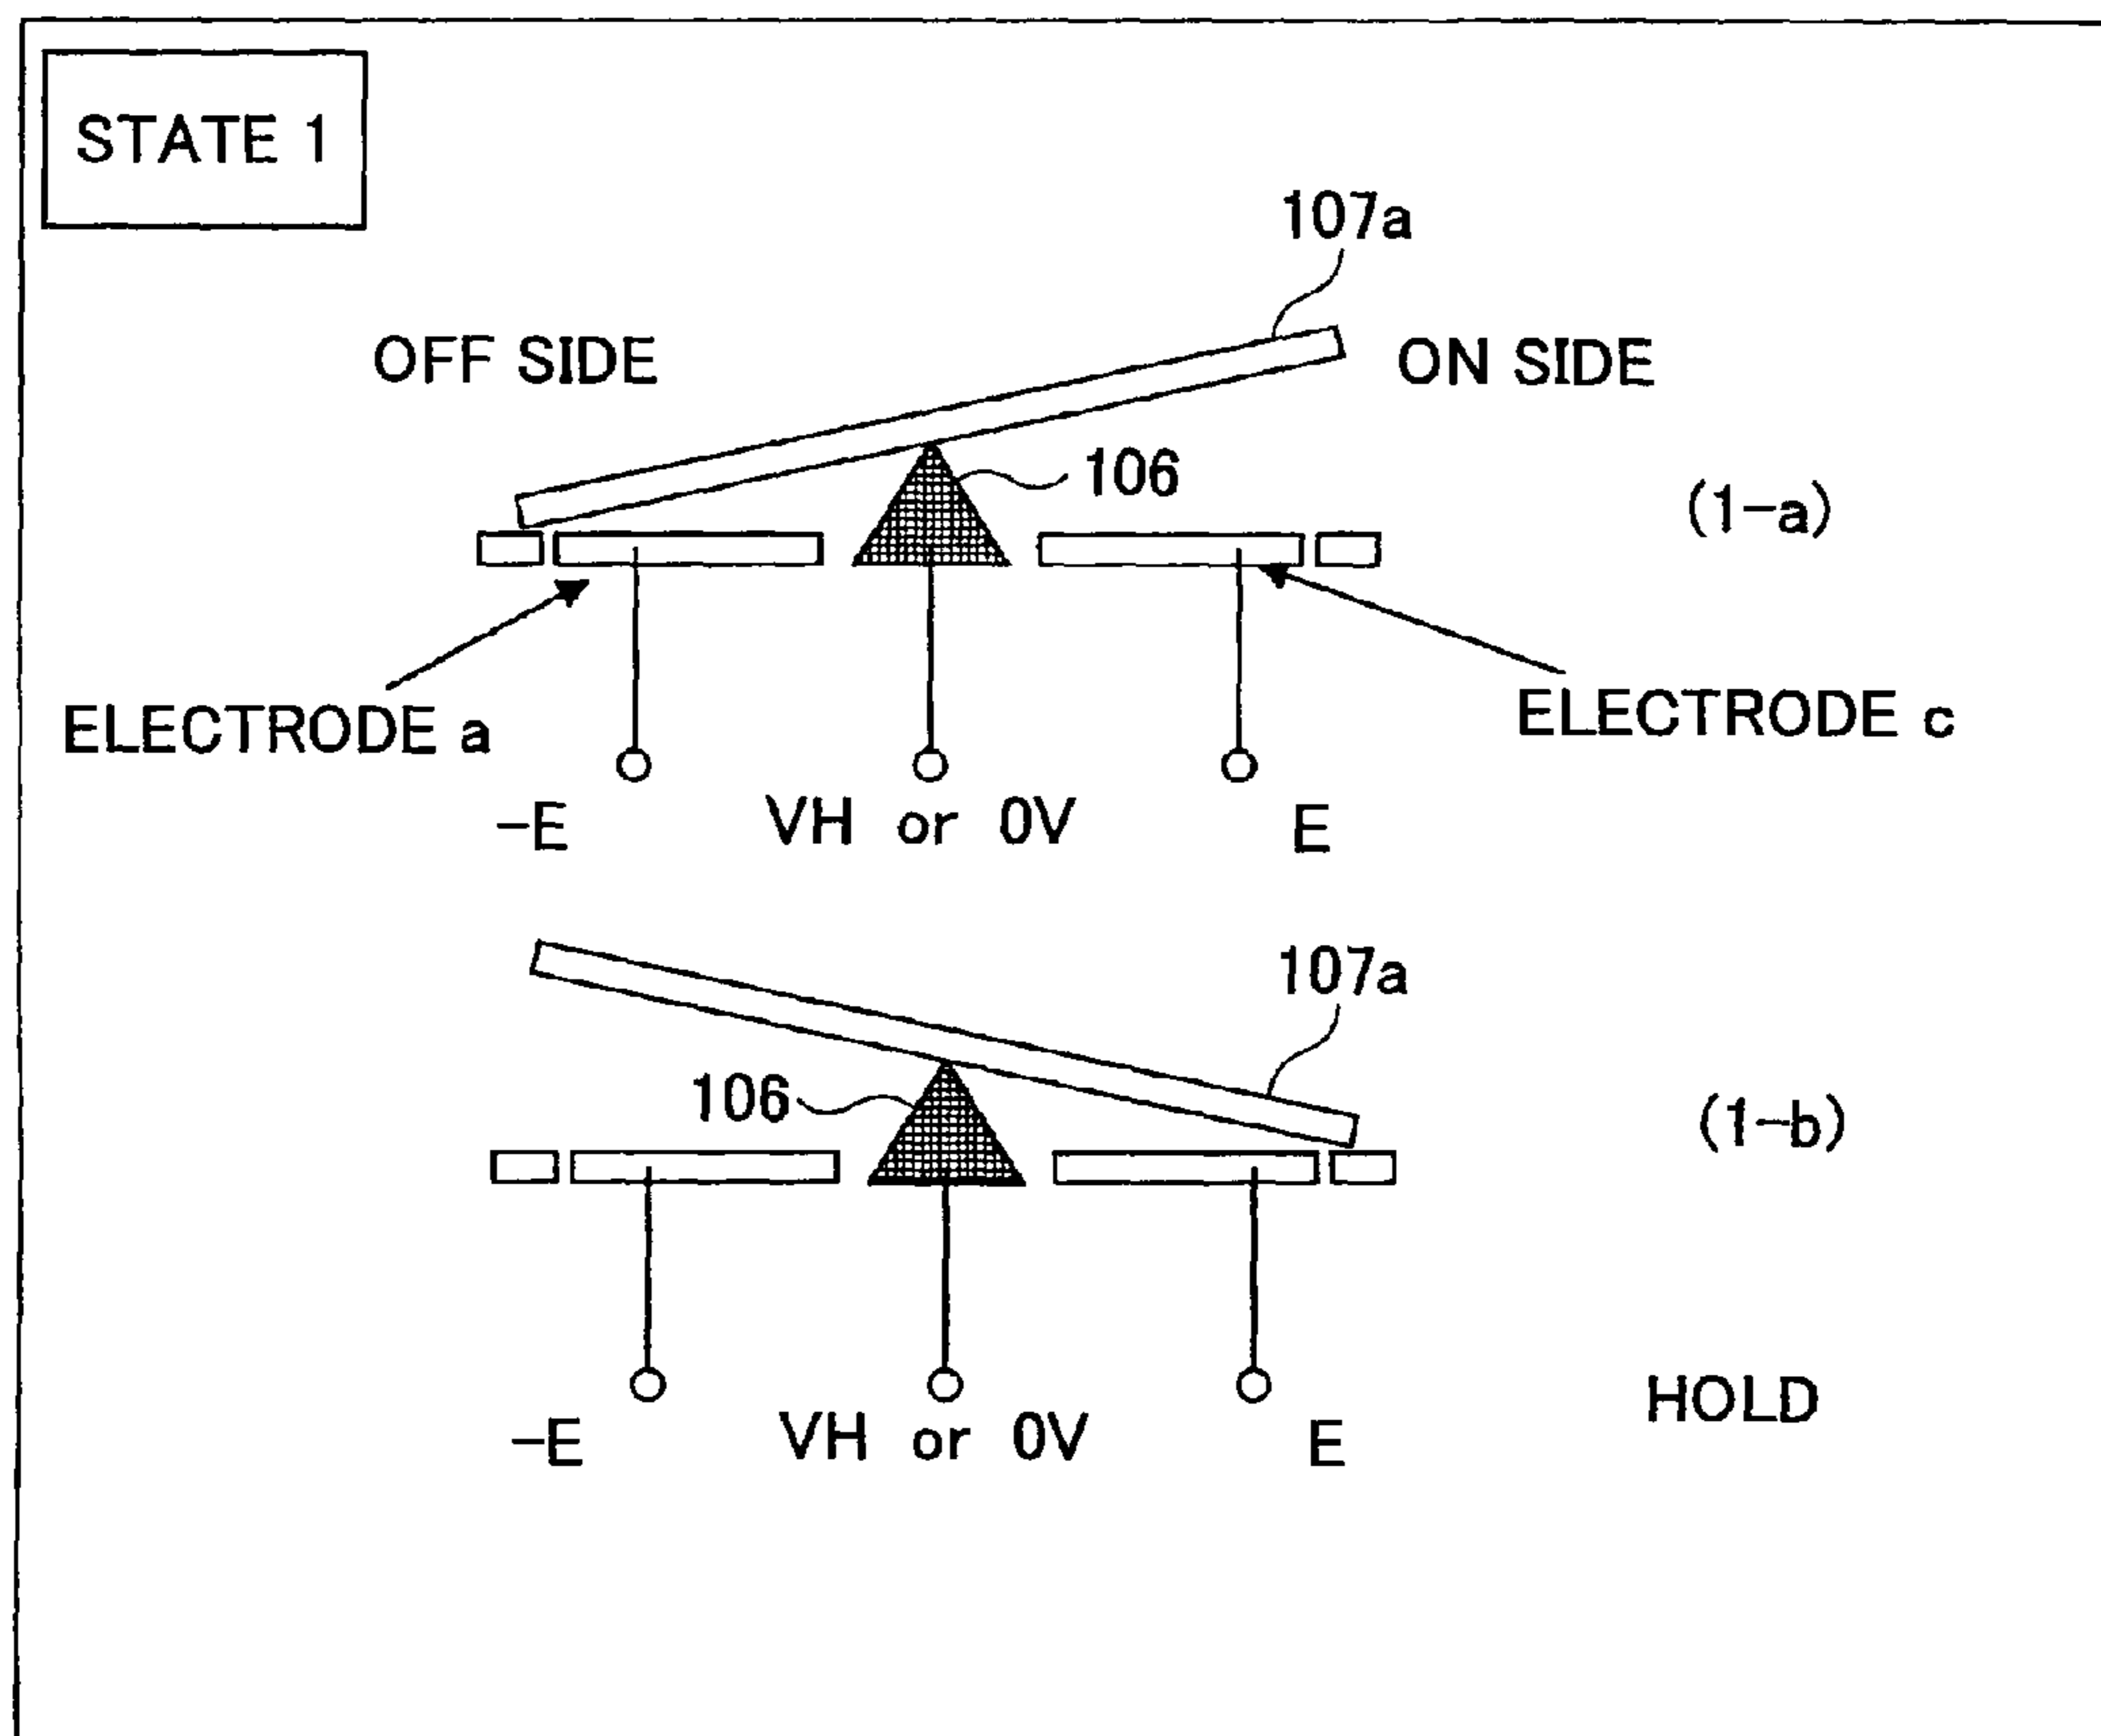 STATE 1
107a
OFF SIDE
ON SIDE
106
(1-a)
ELECTRODE a
ELECTRODE c
-E
VH or 0V
E
107a
106
(1-b)
HOLD
-E
VH or 0V
E